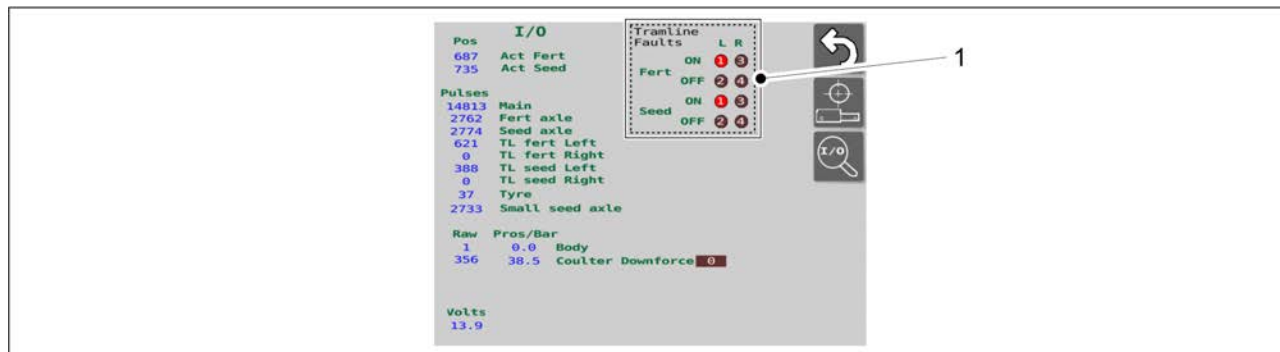 I/O
Pos
687 Act Fert
735 Act Seed
Pulses
14813 Main
2762 Fert axle
2774 Seed axle
621 TL fert Left
0 TL fert Right
388 TL seed Left
0 TL seed Right
37 Tyre
2733 Small seed axle
Raw Pros/Bar
1 0.0 Body
356 38.5 Coulter Downforce 0
Volts
13.9
Tramline
Faults L R
ON 1 3
Fert
OFF 2 4
ON 1 3
Seed
OFF 2 4
I/O
1